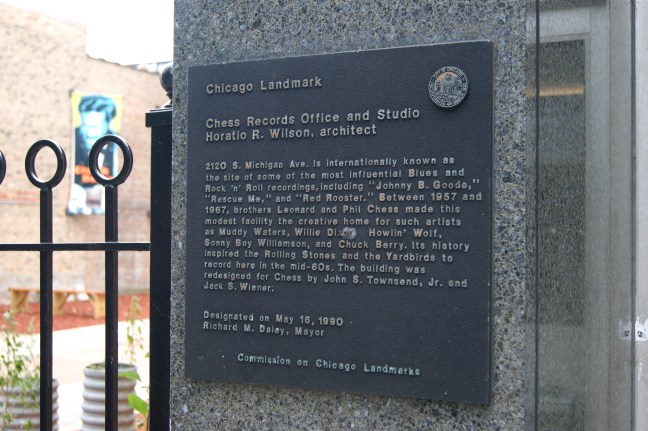 Chicago Landmark
Chess Records Office and Studio
Horatio R. Wilson, architect
2120 S. Michigan Ave. is internationally known as
the site of some of the most influential Blues and
Rock 'n' Roll recordings, including "Johnny B. Goode,"
"Rescue Me," and "Red Rooster." Between 1957 and
1967, brothers Leonard and Phil Chess made this
modest facility the creative home for such artists
as Muddy Waters, Willie Howlin' Wolf,
Sonny Boy Williamson, and Chuck Berry. Its history
inspired the Rolling Stones and the Yardbirds to
record here in the mid-60s. The building was
redesigned for Chess by John S. Townsend, Jr. and
Jack S. Wiener.
Designated on May 16, 1990
Richard M. Daley, Mayor
Commission on Chicago Landmarks